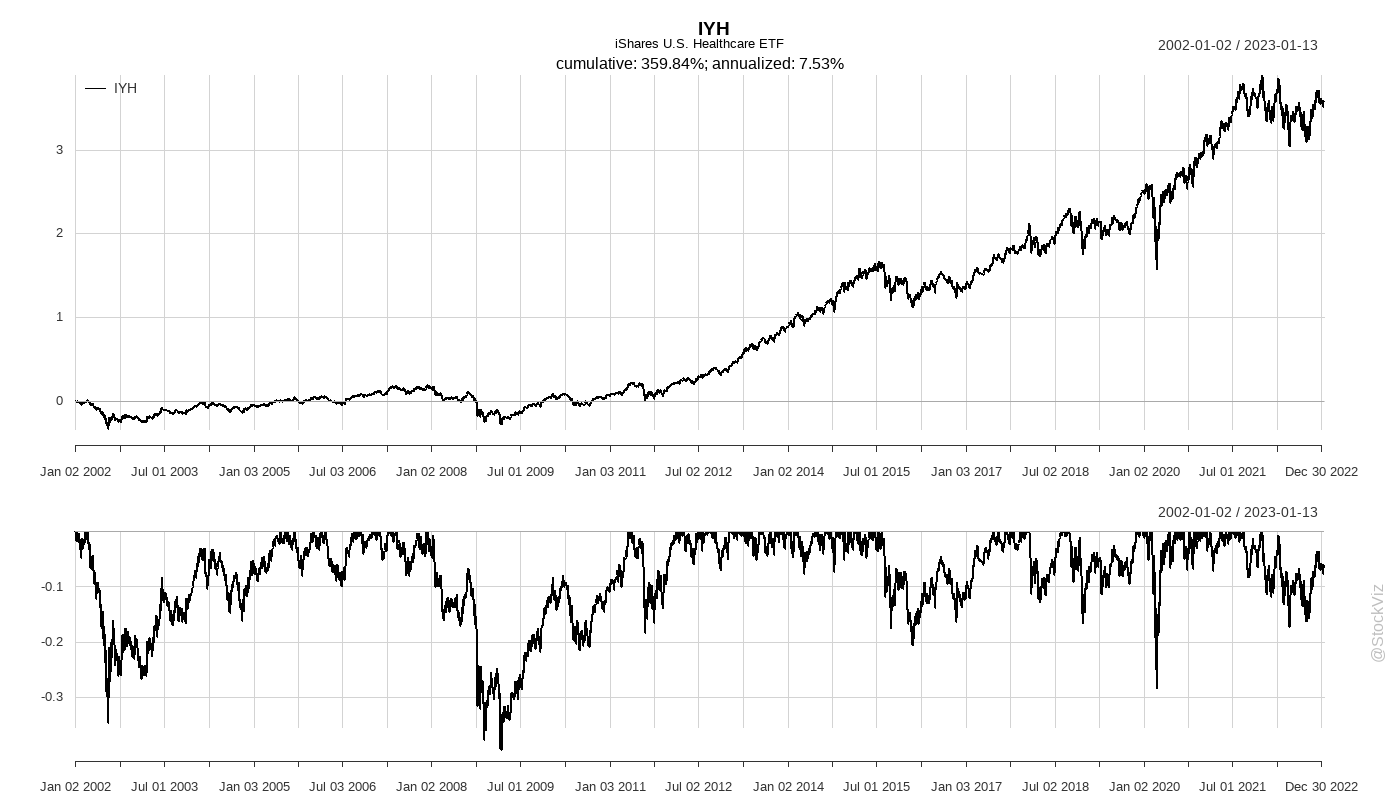 IYH
iShares U.S. Healthcare ETF
2002-01-02 / 2023-01-13
cumulative: 359.84%; annualized: 7.53%
IYH
3
2
1
0
Jan 02 2002 Jul 01 2003 Jan 03 2005 Jul 03 2006 Jan 02 2008 Jul 01 2009 Jan 03 2011 Jul 02 2012 Jan 02 2014 Jul 01 2015 Jan 03 2017 Jul 02 2018 Jan 02 2020 Jul 01 2021 Dec 30 2022
2002-01-02 / 2023-01-13
-0.1
-0.2
-0.3
Jan 02 2002 Jul 01 2003 Jan 03 2005 Jul 03 2006 Jan 02 2008 Jul 01 2009 Jan 03 2011 Jul 02 2012 Jan 02 2014 Jul 01 2015 Jan 03 2017 Jul 02 2018 Jan 02 2020 Jul 01 2021 Dec 30 2022
@StockViz